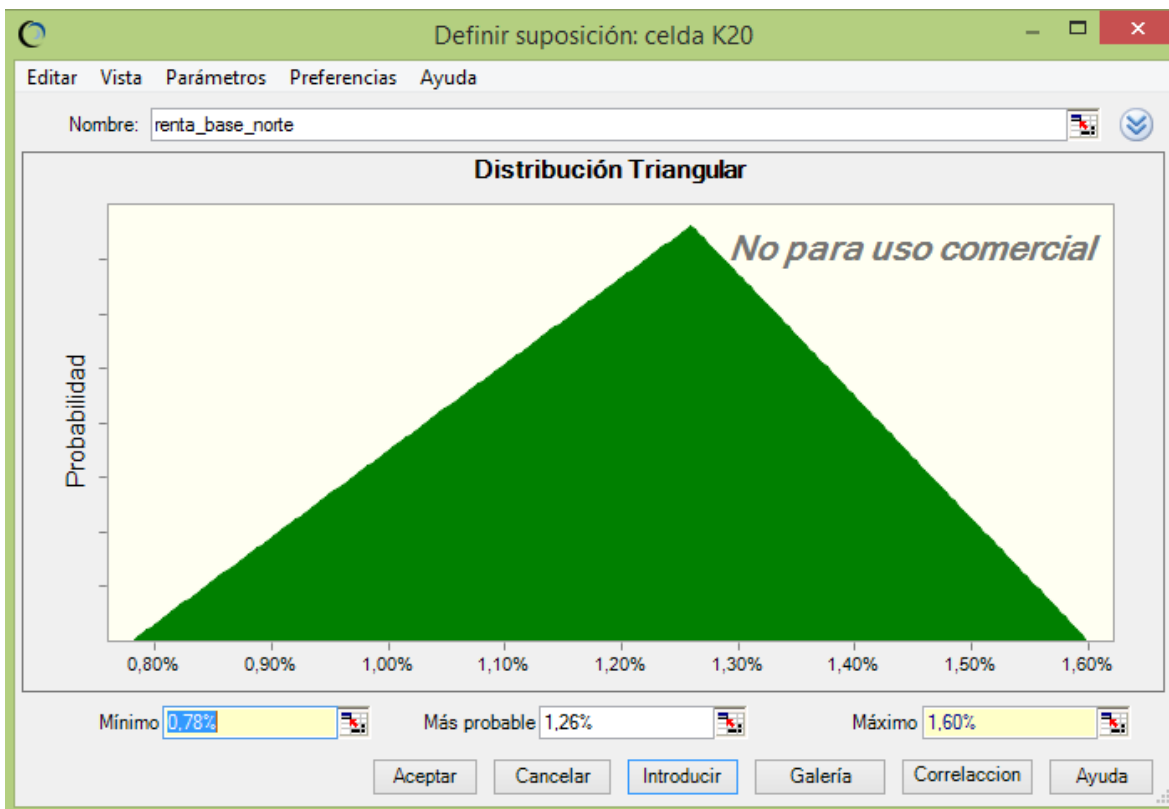 Definir suposición: celda K20
Editar Vista Parámetros Preferencias Ayuda
Nombre: renta_base_norte
Distribución Triangular
No para uso comercial
Probabilidad
0,80% 0,90% 1,00% 1,10% 1,20% 1,30% 1,40% 1,50% 1,60%
Mínimo 0,78% Más probable 1,26% Máximo 1,60%
Aceptar Cancelar Introducir Galería Correlaccion Ayuda